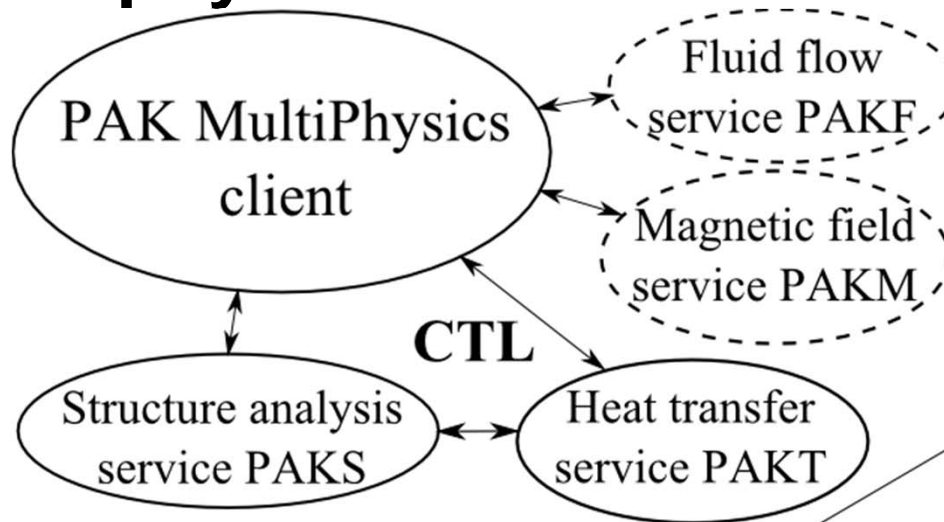 PAK MultiPhysics
client
Fluid flow
service PAKF
Magnetic field
service PAKM
CTL
Structure analysis
service PAKS
Heat transfer
service PAKT